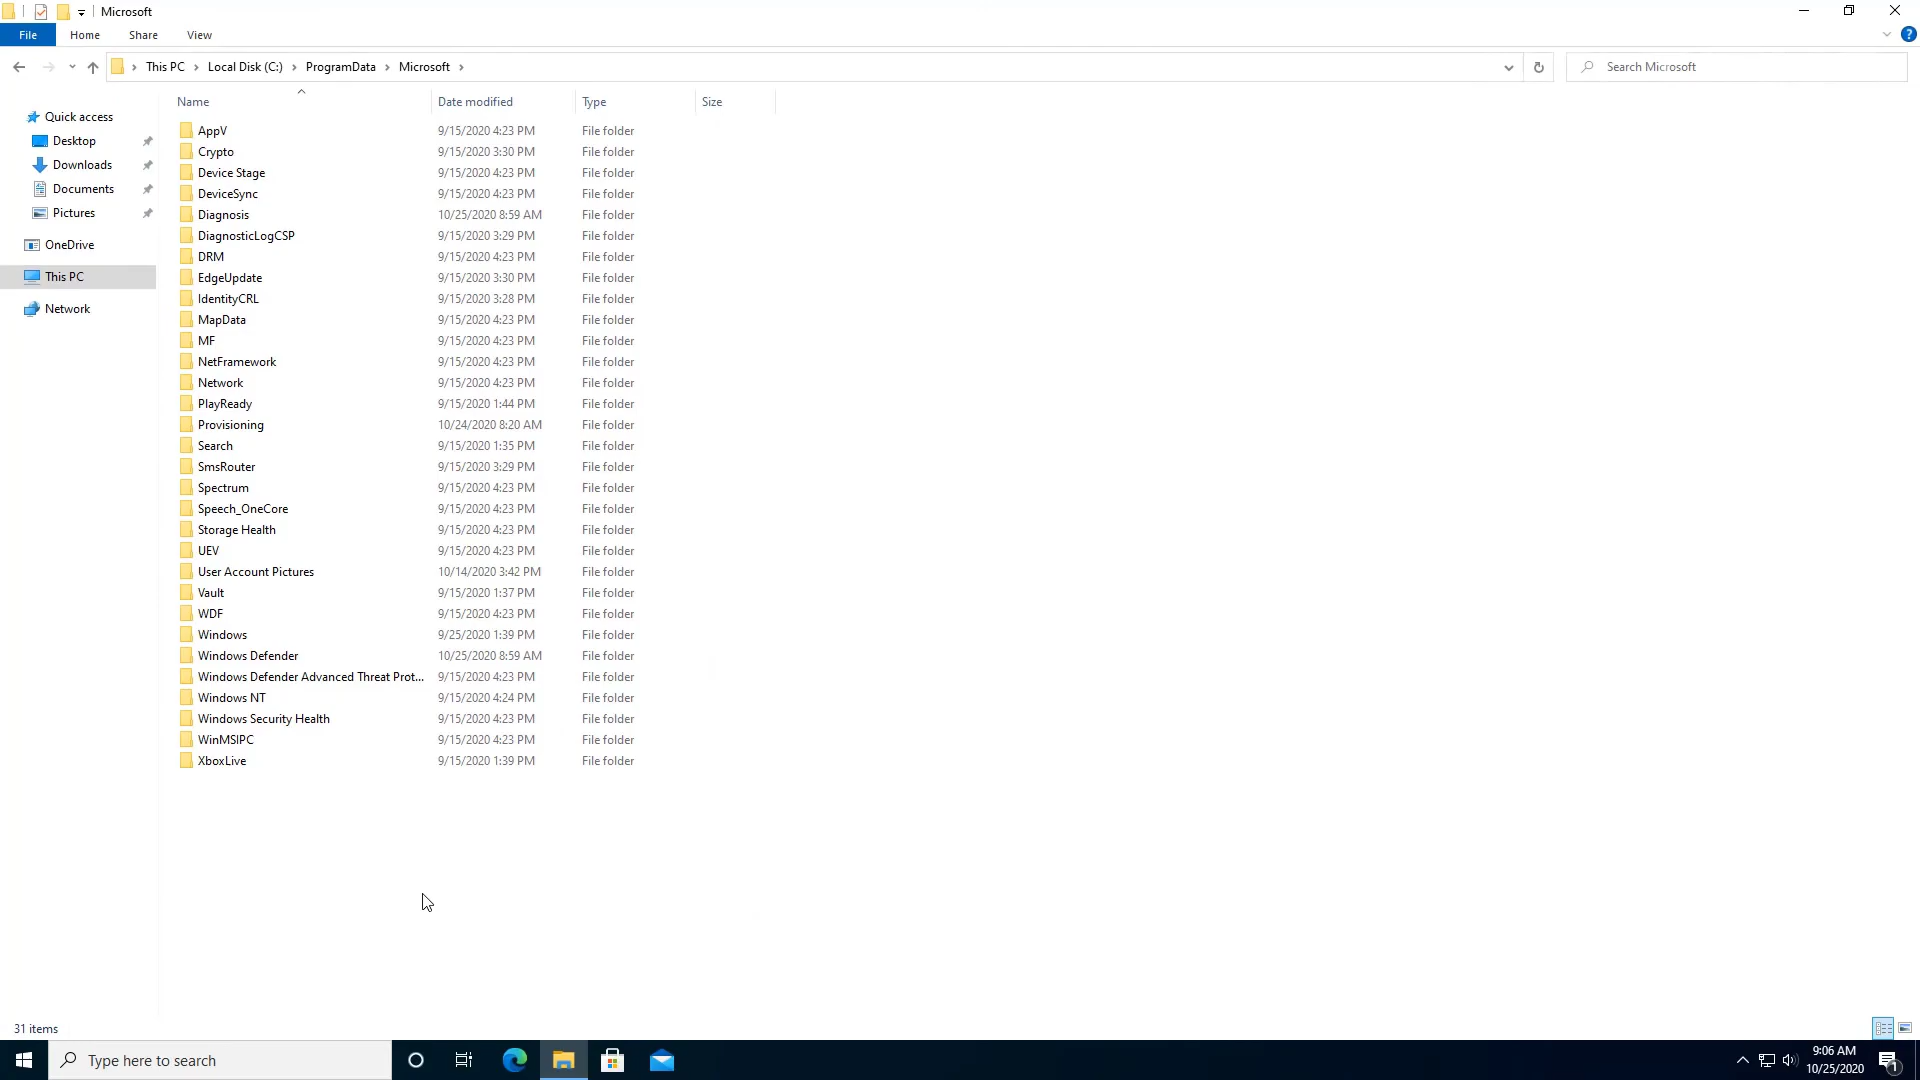 Microsoft
File Home Share View
This PC Local Disk (C:) ProgramData Microsoft
Search Microsoft
Name Date modified Type Size
Quick access
Desktop
Downloads
Documents
Pictures
OneDrive
This PC
Network
AppV 9/15/2020 4:23 PM File folder
Crypto 9/15/2020 3:30 PM File folder
Device Stage 9/15/2020 4:23 PM File folder
DeviceSync 9/15/2020 4:23 PM File folder
Diagnosis 10/25/2020 8:59 AM File folder
DiagnosticLogCSP 9/15/2020 3:29 PM File folder
DRM 9/15/2020 4:23 PM File folder
EdgeUpdate 9/15/2020 3:30 PM File folder
IdentityCRL 9/15/2020 3:28 PM File folder
MapData 9/15/2020 4:23 PM File folder
MF 9/15/2020 4:23 PM File folder
NetFramework 9/15/2020 4:23 PM File folder
Network 9/15/2020 4:23 PM File folder
PlayReady 9/15/2020 1:44 PM File folder
Provisioning 10/24/2020 8:20 AM File folder
Search 9/15/2020 1:35 PM File folder
SmsRouter 9/15/2020 3:29 PM File folder
Spectrum 9/15/2020 4:23 PM File folder
Speech_OneCore 9/15/2020 4:23 PM File folder
Storage Health 9/15/2020 4:23 PM File folder
UEV 9/15/2020 4:23 PM File folder
User Account Pictures 10/14/2020 3:42 PM File folder
Vault 9/15/2020 1:37 PM File folder
WDF 9/15/2020 4:23 PM File folder
Windows 9/25/2020 1:39 PM File folder
Windows Defender 10/25/2020 8:59 AM File folder
Windows Defender Advanced Threat Prot... 9/15/2020 4:23 PM File folder
Windows NT 9/15/2020 4:24 PM File folder
Windows Security Health 9/15/2020 4:23 PM File folder
WinMSIPC 9/15/2020 4:23 PM File folder
XboxLive 9/15/2020 1:39 PM File folder
31 items
Type here to search
9:06 AM
10/25/2020
1